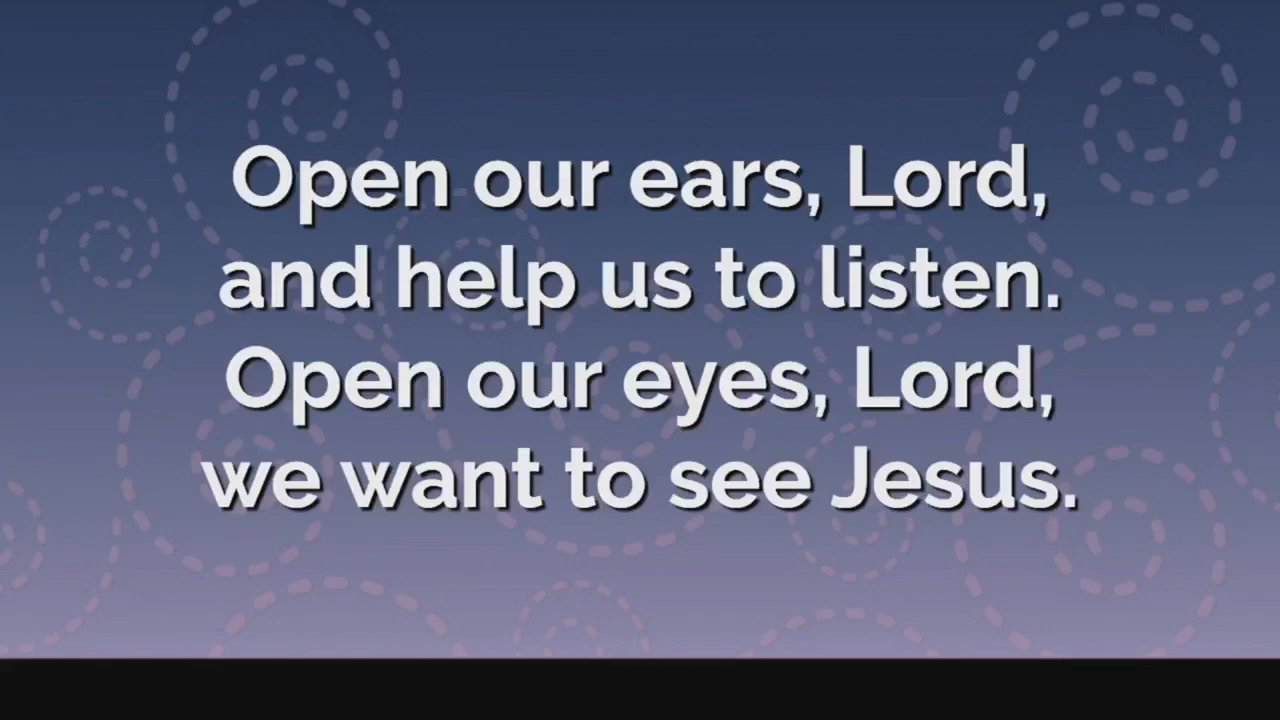 Open our ears, Lord,
and help us to listen.
Open our eyes, Lord,
we want to see Jesus.